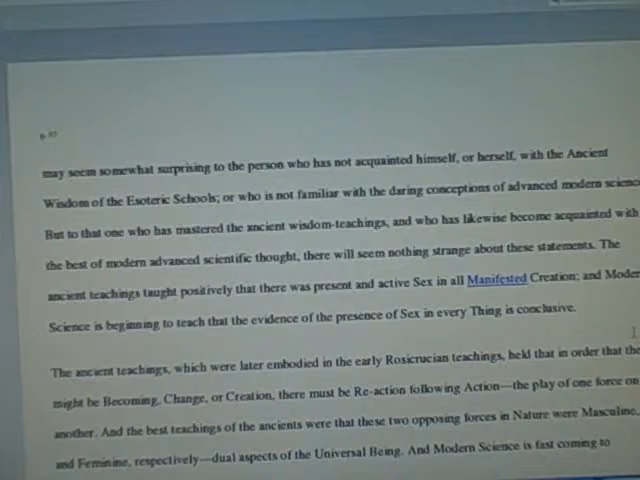 may seem somewhat surprising to the person who has not acquainted himself, or herself, with the Ancient
Wisdom of the Esoteric Schools; or who is not familiar with the daring conceptions of advanced modern scienc
But to that one who has mastered the ancient wisdom-teachings, and who has likewise become acquainted with
the best of modern advanced scientific thought, there will seem nothing strange about these statements. The
ancient teachings taught positively that there was present and active Sex in all Manifested Creation; and Moder
Science is beginning to teach that the evidence of the presence of Sex in every Thing is conclusive.
The ancient teachings, which were later embodied in the early Rosicrucian teachings, held that in order that the
might be Becoming, Change, or Creation, there must be Re-action following Action—the play of one force on
another. And the best teachings of the ancients were that these two opposing forces in Nature were Masculine,
and Feminine, respectively—dual aspects of the Universal Being. And Modern Science is fast coming to